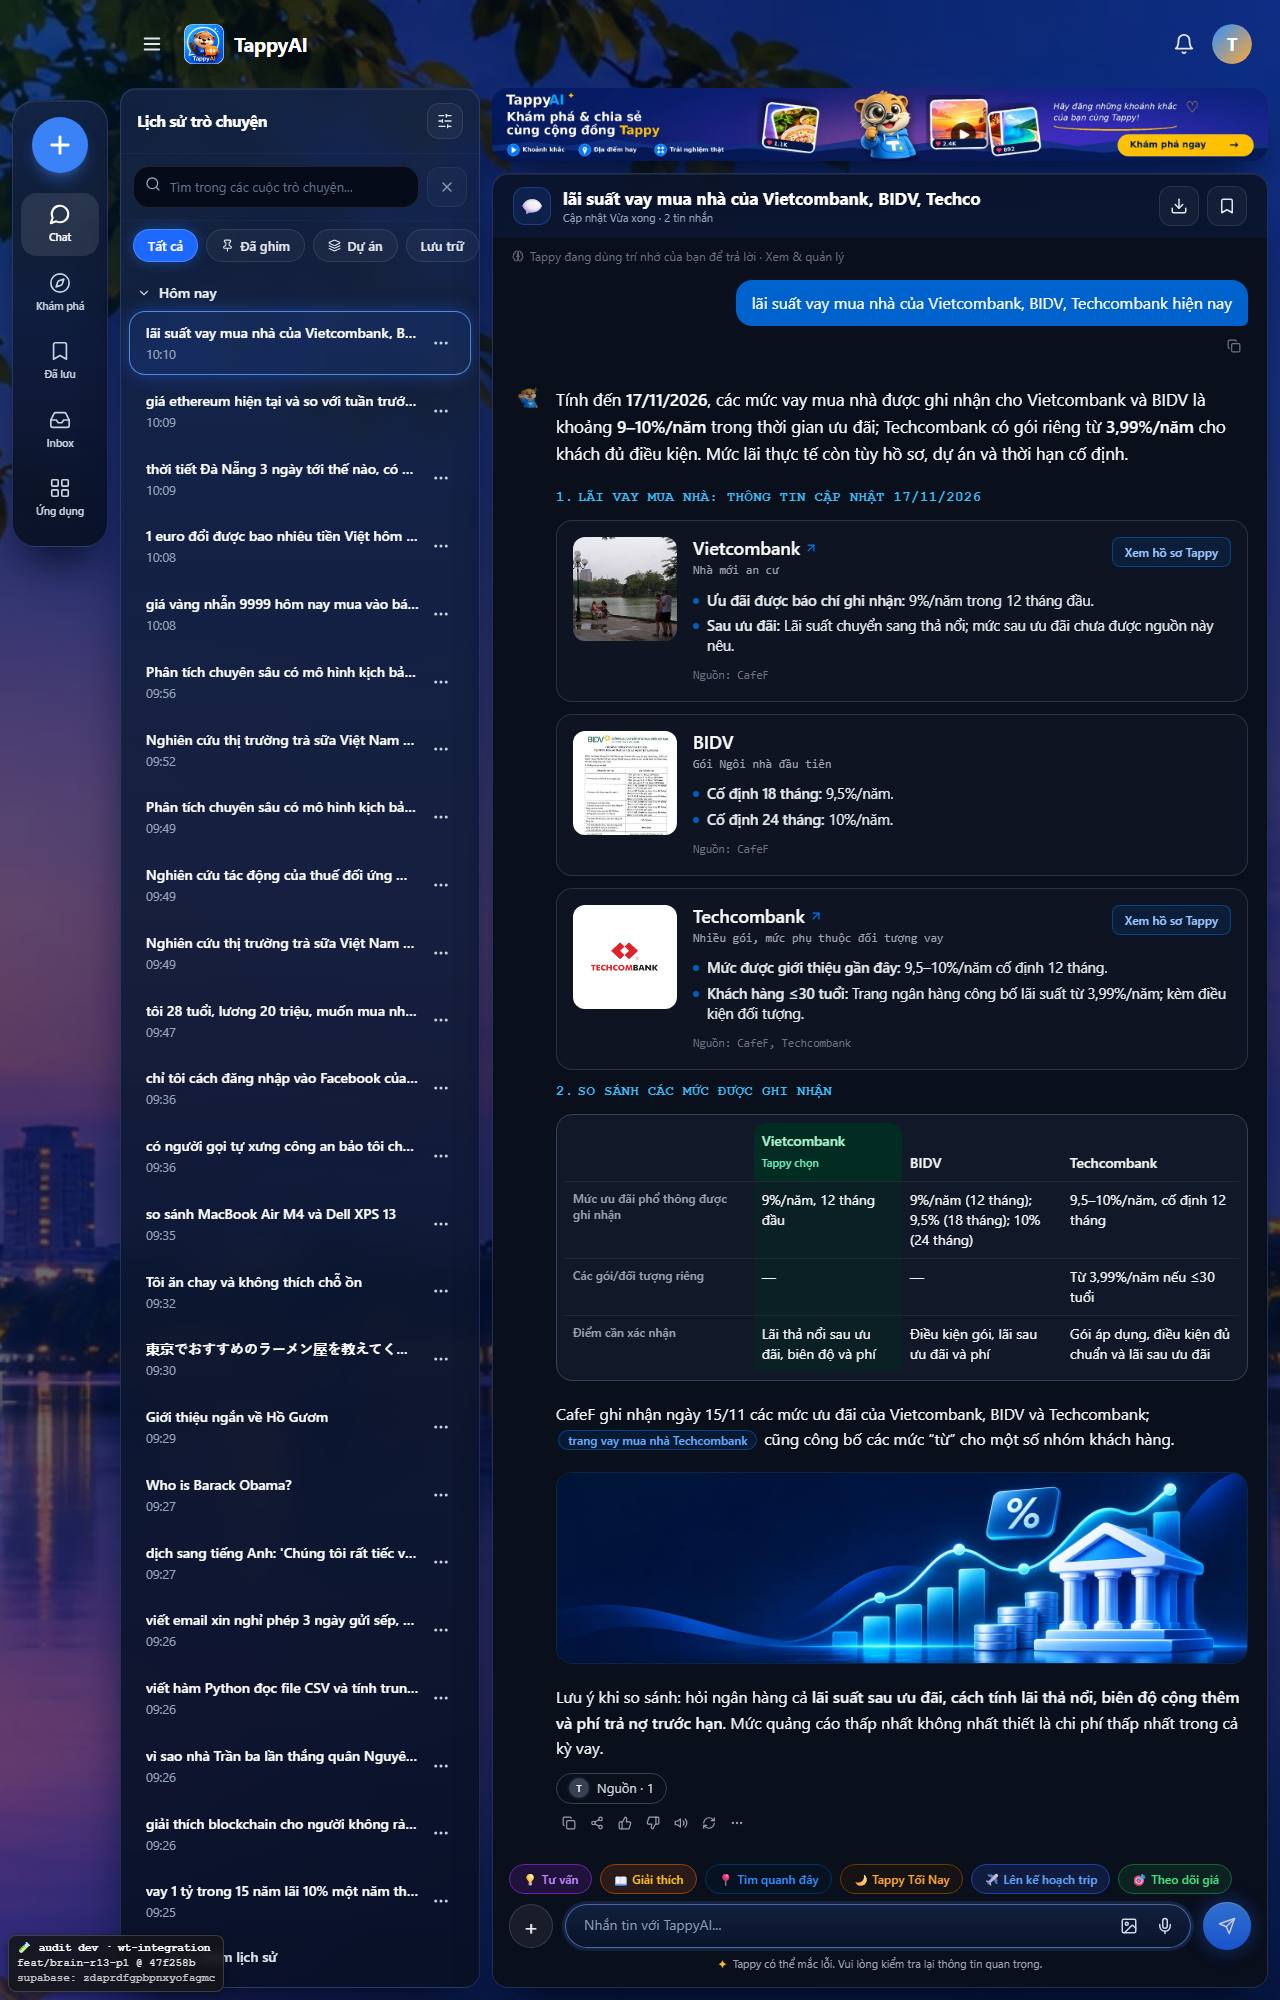 TappyAI
T
TappyAI
Khám phá & chia sẻ
cùng cộng đồng Tappy
Khoảnh khắc
Địa điểm hay
Trải nghiệm thật
1.1K
2.4K
892
Hãy đăng những khoảnh khắc
của bạn cùng Tappy!
Khám phá ngay →
Chat
Khám phá
Đã lưu
Inbox
Ứng dụng
Lịch sử trò chuyện
Tìm trong các cuộc trò chuyện...
Tất cả
Đã ghim
Dự án
Lưu trữ
Hôm nay
lãi suất vay mua nhà của Vietcombank, B...
10:10
giá ethereum hiện tại và so với tuần trướ...
10:09
thời tiết Đà Nẵng 3 ngày tới thế nào, có ...
10:09
1 euro đổi được bao nhiêu tiền Việt hôm ...
10:08
giá vàng nhẫn 9999 hôm nay mua vào bá...
10:08
Phân tích chuyên sâu có mô hình kịch bả...
09:56
Nghiên cứu thị trường trà sữa Việt Nam ...
09:52
Phân tích chuyên sâu có mô hình kịch bả...
09:49
Nghiên cứu tác động của thuế đối ứng ...
09:49
Nghiên cứu thị trường trà sữa Việt Nam ...
09:49
tôi 28 tuổi, lương 20 triệu, muốn mua nh...
09:47
chỉ tôi cách đăng nhập vào Facebook của...
09:36
có người gọi tự xưng công an bảo tôi ch...
09:36
so sánh MacBook Air M4 và Dell XPS 13
09:35
Tôi ăn chay và không thích chỗ ồn
09:32
東京でおすすめのラーメン屋を教えてく...
09:30
Giới thiệu ngắn về Hồ Gươm
09:29
Who is Barack Obama?
09:27
dịch sang tiếng Anh: 'Chúng tôi rất tiếc v...
09:27
viết email xin nghỉ phép 3 ngày gửi sếp, ...
09:26
viết hàm Python đọc file CSV và tính trun...
09:26
vì sao nhà Trần ba lần thắng quân Nguyê...
09:26
giải thích blockchain cho người không rà...
09:26
vay 1 tỷ trong 15 năm lãi 10% một năm th...
09:25
m lịch sử
audit dev · wt-integration
feat/brain-r13-p1 @ 47f258b
supabase: zdaprdfgpbpnxyofagmc
lãi suất vay mua nhà của Vietcombank, BIDV, Techco
Cập nhật Vừa xong · 2 tin nhắn
Tappy đang dùng trí nhớ của bạn để trả lời · Xem & quản lý
lãi suất vay mua nhà của Vietcombank, BIDV, Techcombank hiện nay
Tính đến 17/11/2026, các mức vay mua nhà được ghi nhận cho Vietcombank và BIDV là
khoảng 9–10%/năm trong thời gian ưu đãi; Techcombank có gói riêng từ 3,99%/năm cho
khách đủ điều kiện. Mức lãi thực tế còn tùy hồ sơ, dự án và thời hạn cố định.
1. LÃI VAY MUA NHÀ: THÔNG TIN CẬP NHẬT 17/11/2026
Vietcombank
Xem hồ sơ Tappy
Nhà mới an cư
Ưu đãi được báo chí ghi nhận: 9%/năm trong 12 tháng đầu.
Sau ưu đãi: Lãi suất chuyển sang thả nổi; mức sau ưu đãi chưa được nguồn này
nêu.
Nguồn: CafeF
BIDV
BIDV
Gói Ngôi nhà đầu tiên
Cố định 18 tháng: 9,5%/năm.
Cố định 24 tháng: 10%/năm.
Nguồn: CafeF
TECHCOMBANK
Techcombank
Xem hồ sơ Tappy
Nhiều gói, mức phụ thuộc đối tượng vay
Mức được giới thiệu gần đây: 9,5–10%/năm cố định 12 tháng.
Khách hàng ≤30 tuổi: Trang ngân hàng công bố lãi suất từ 3,99%/năm; kèm điều
kiện đối tượng.
Nguồn: CafeF, Techcombank
2. SO SÁNH CÁC MỨC ĐƯỢC GHI NHẬN
Vietcombank
Tappy chọn
BIDV
Techcombank
Mức ưu đãi phổ thông được
ghi nhận
9%/năm, 12 tháng
đầu
9%/năm (12 tháng);
9,5% (18 tháng); 10%
(24 tháng)
9,5–10%/năm, cố định 12
tháng
Các gói/đối tượng riêng
—
—
Từ 3,99%/năm nếu ≤30
tuổi
Điểm cần xác nhận
Lãi thả nổi sau ưu
đãi, biên độ và phí
Điều kiện gói, lãi sau
ưu đãi và phí
Gói áp dụng, điều kiện đủ
chuẩn và lãi sau ưu đãi
CafeF ghi nhận ngày 15/11 các mức ưu đãi của Vietcombank, BIDV và Techcombank;
trang vay mua nhà Techcombank cũng công bố các mức “từ” cho một số nhóm khách hàng.
%
Lưu ý khi so sánh: hỏi ngân hàng cả lãi suất sau ưu đãi, cách tính lãi thả nổi, biên độ cộng thêm
và phí trả nợ trước hạn. Mức quảng cáo thấp nhất không nhất thiết là chi phí thấp nhất trong cả
kỳ vay.
T Nguồn · 1
Tư vấn
Giải thích
Tìm quanh đây
Tappy Tối Nay
Lên kế hoạch trip
Theo dõi giá
Nhắn tin với TappyAI...
Tappy có thể mắc lỗi. Vui lòng kiểm tra lại thông tin quan trọng.